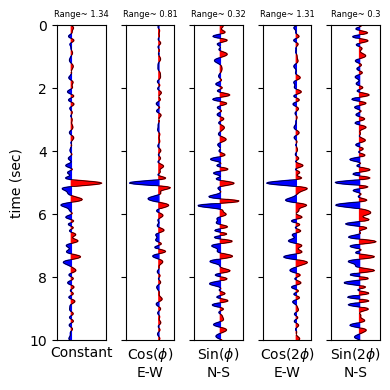 Range~ 1.34 Range~ 0.81 Range~ 0.32 Range~ 1.31 Range~ 0.3
0
2
4
6
8
10
time (sec)
Constant Cos(ϕ) Sin(ϕ) Cos(2ϕ) Sin(2ϕ)
E-W N-S E-W N-S